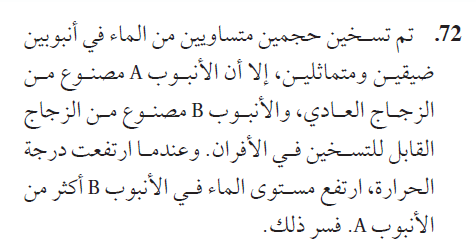 72. تم تسخين حجمين متساويين من الماء في أنبوبين
ضيقين ومتماثلين، إلا أن الأنبوب A مصنوع من
الزجاج العادي، والأنبوب B مصنوع من الزجاج
القابل للتسخين في الأفران. وعندما ارتفعت درجة
الحرارة، ارتفع مستوى الماء في الأنبوب B أكثر من
الأنبوب A. فسر ذلك.